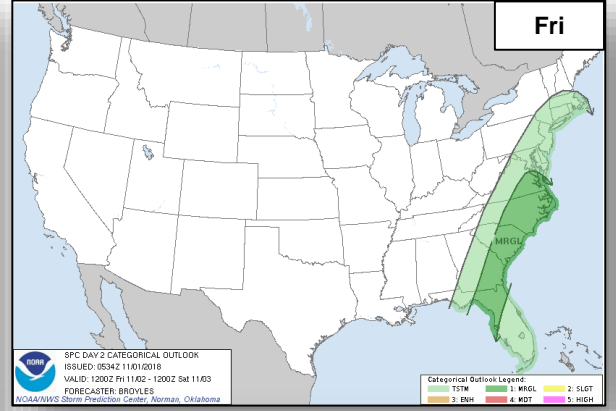 Fri
MRGL
NOAA
SPC DAY 2 CATEGORICAL OUTLOOK
ISSUED: 0534Z 11/01/2018
VALID: 1200Z Fri 11/02 - 1200Z Sat 11/03
FORECASTER: BROYLES
NOAA/NWS Storm Prediction Center, Norman, Oklahoma
Categorical Outlook Legend:
TSTM 1: MRGL 2: SLGT
3: ENH 4: MDT 5: HIGH